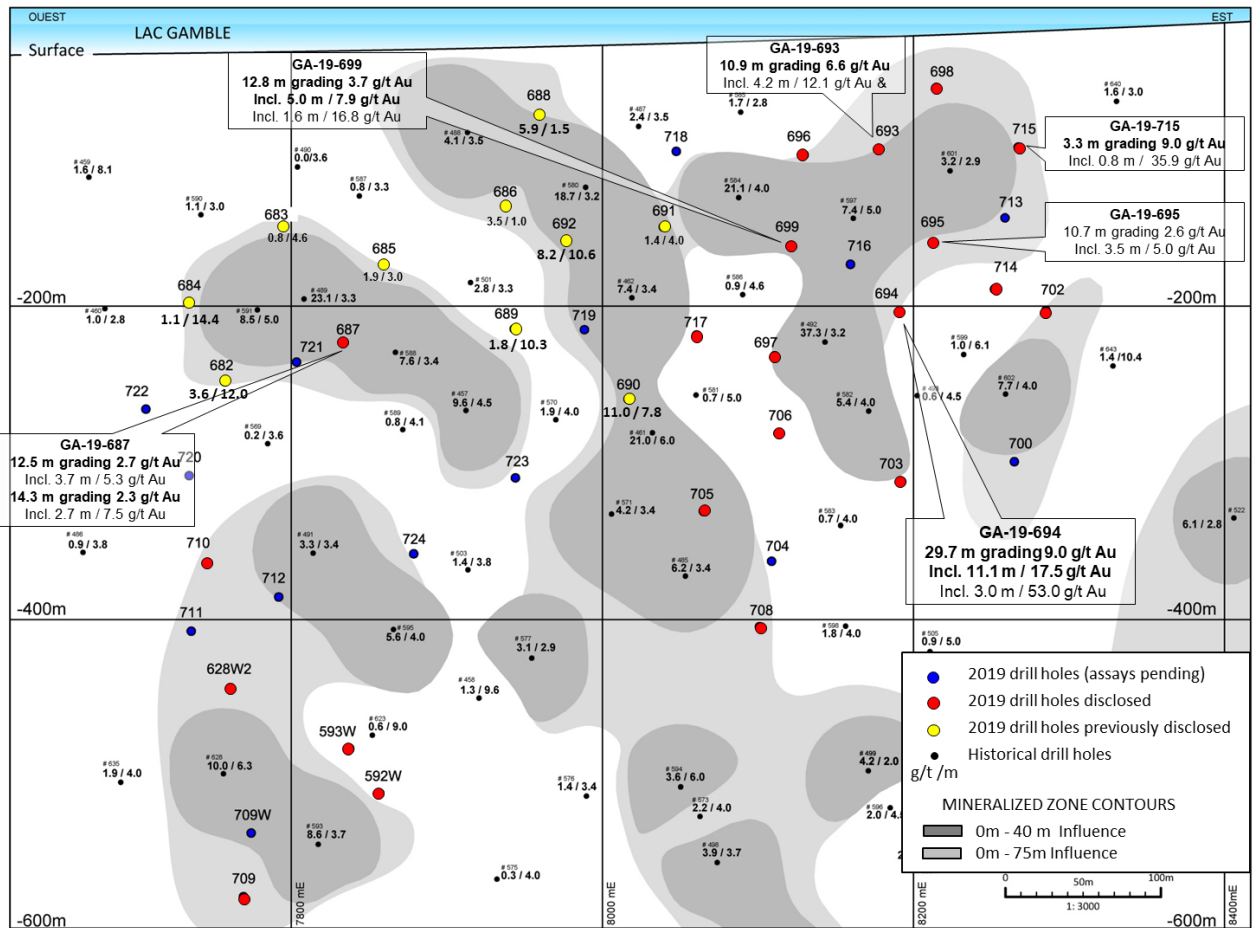 OUEST
EST
LAC GAMBLE
Surface
GA-19-699
12.8 m grading 3.7 g/t Au
Incl. 5.0 m / 7.9 g/t Au
Incl. 1.6 m / 16.8 g/t Au
GA-19-693
10.9 m grading 6.6 g/t Au
Incl. 4.2 m / 12.1 g/t Au &
698
# 640
1.6 / 3.0
688
5.9 / 1.5
# 487
2.4 / 3.5
1.7 / 2.8
# 488
4.1 / 3.5
718
696
693
715
GA-19-715
3.3 m grading 9.0 g/t Au
Incl. 0.8 m / 35.9 g/t Au
# 459
1.6 / 8.1
# 490
0.0/3.6
# 587
0.8 / 3.3
# 580
18.7 / 3.2
# 584
21.1 / 4.0
# 601
3.2 / 2.9
# 590
1.1 / 3.0
683
0.8 / 4.6
686
3.5 / 1.0
692
8.2 / 10.6
691
1.4 / 4.0
699
# 597
7.4 / 5.0
695
713
GA-19-695
10.7 m grading 2.6 g/t Au
Incl. 3.5 m / 5.0 g/t Au
685
1.9 / 3.0
716
684
1.1 / 14.4
# 460
1.0 / 2.8
# 591
8.5 / 5.0
# 489
23.1 / 3.3
# 501
2.8 / 3.3
# 462
7.4 / 3.4
# 586
0.9 / 4.6
694
714
702
-200m
-200m
687
689
1.8 / 10.3
719
717
697
# 492
37.3 / 3.2
# 599
1.0 / 6.1
# 643
1.4 /10.4
721
# 588
7.6 / 3.4
682
3.6 / 12.0
722
# 457
9.6 / 4.5
# 570
1.9 / 4.0
690
11.0 / 7.8
# 581
0.7 / 5.0
# 582
5.4 / 4.0
0.6 / 4.5
# 602
7.7 / 4.0
# 569
0.2 / 3.6
# 589
0.8 / 4.1
# 461
21.0 / 6.0
706
700
GA-19-687
12.5 m grading 2.7 g/t Au
Incl. 3.7 m / 5.3 g/t Au
14.3 m grading 2.3 g/t Au
Incl. 2.7 m / 7.5 g/t Au
720
723
703
705
# 571
4.2 / 3.4
# 583
0.7 / 4.0
# 522
6.1 / 2.8
GA-19-694
29.7 m grading 9.0 g/t Au
Incl. 11.1 m / 17.5 g/t Au
Incl. 3.0 m / 53.0 g/t Au
# 486
0.9 / 3.8
710
# 491
3.3 / 3.4
724
# 503
1.4 / 3.8
# 485
6.2 / 3.4
704
712
-400m
-400m
711
# 595
5.6 / 4.0
# 577
3.1 / 2.9
708
# 598
1.8 / 4.0
# 505
0.9 / 5.0
628W2
# 458
1.3 / 9.6
593W
# 623
0.6 / 9.0
# 635
1.9 / 4.0
# 628
10.0 / 6.3
592W
# 576
1.4 / 3.4
# 594
3.6 / 6.0
# 573
2.2 / 4.0
# 499
4.2 / 2.0
# 596
709W
# 593
8.6 / 3.7
# 498
3.9 / 3.7
709
# 575
0.3 / 4.0
2019 drill holes (assays pending)
2019 drill holes disclosed
2019 drill holes previously disclosed
Historical drill holes
g/t /m
MINERALIZED ZONE CONTOURS
0m - 40 m Influence
0m - 75m Influence
0
50m
100m
1: 3000
-600m
-600m
7800 mE
8000 mE
8200 mE
8400 mE